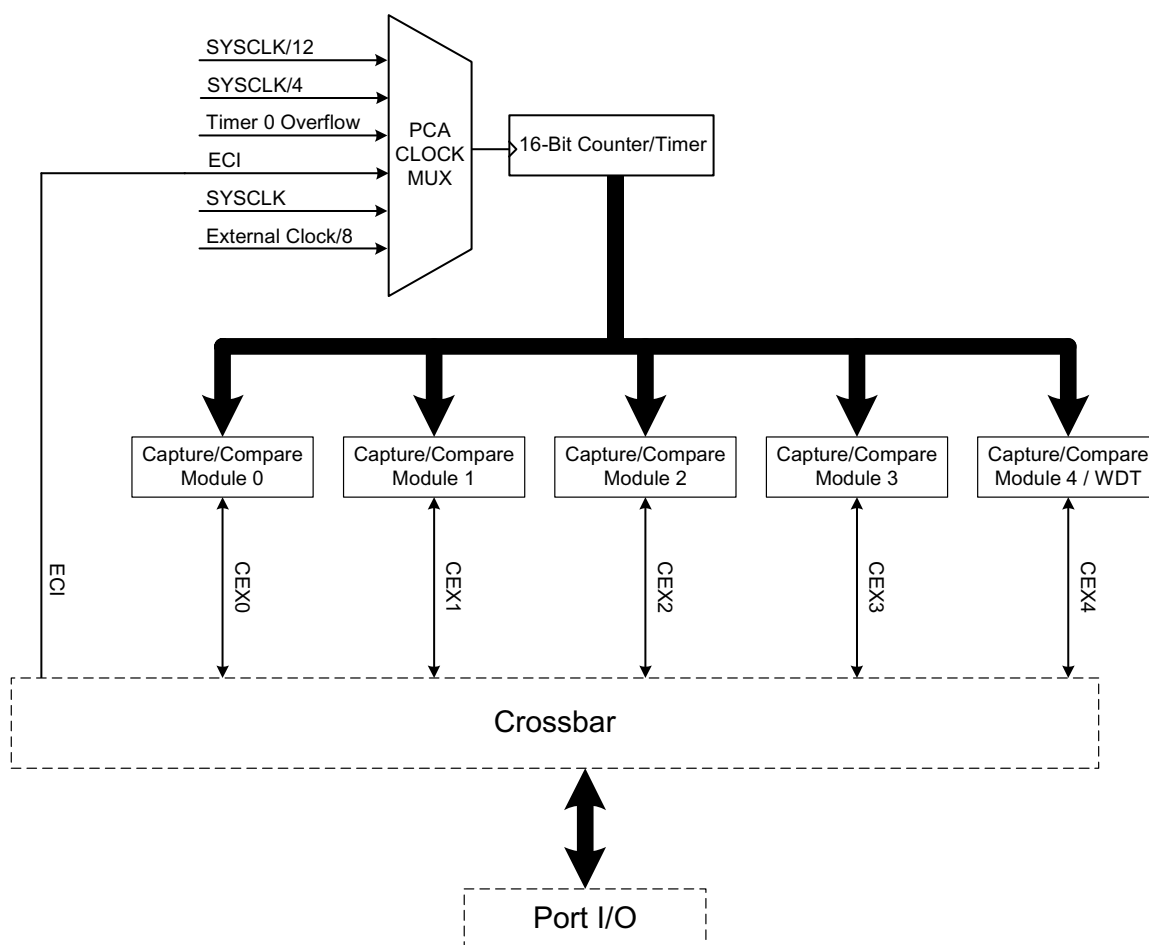 SYSCLK/12
SYSCLK/4
Timer 0 Overflow
ECI
SYSCLK
External Clock/8
PCA
CLOCK
MUX
16-Bit Counter/Timer
Capture/Compare
Module 0
Capture/Compare
Module 1
Capture/Compare
Module 2
Capture/Compare
Module 3
Capture/Compare
Module 4 / WDT
ECI
CEX0
CEX1
CEX2
CEX3
CEX4
Crossbar
Port I/O